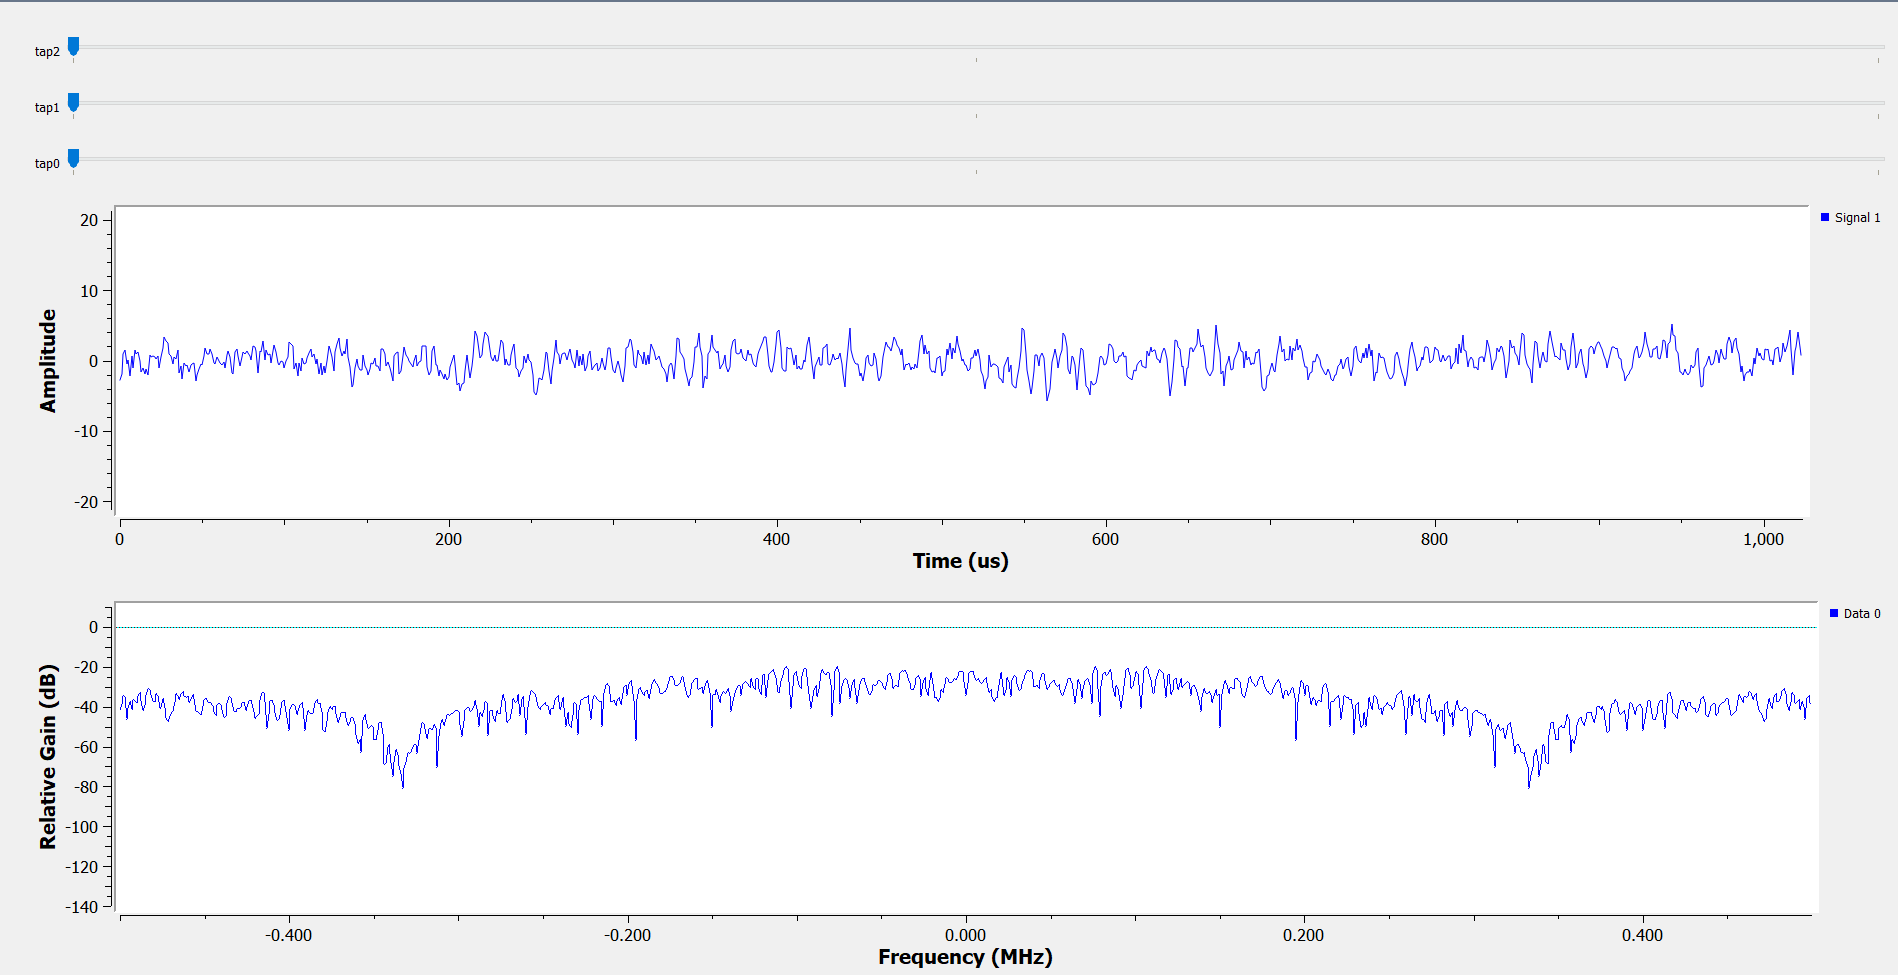 tap2
tap1
tap0
20
10
0
-10
-20
Amplitude
Signal 1
0 200 400 600 800 1,000
Time (us)
0
-20
-40
-60
-80
-100
-120
-140
Relative Gain (dB)
Data 0
-0.400 -0.200 0.000 0.200 0.400
Frequency (MHz)